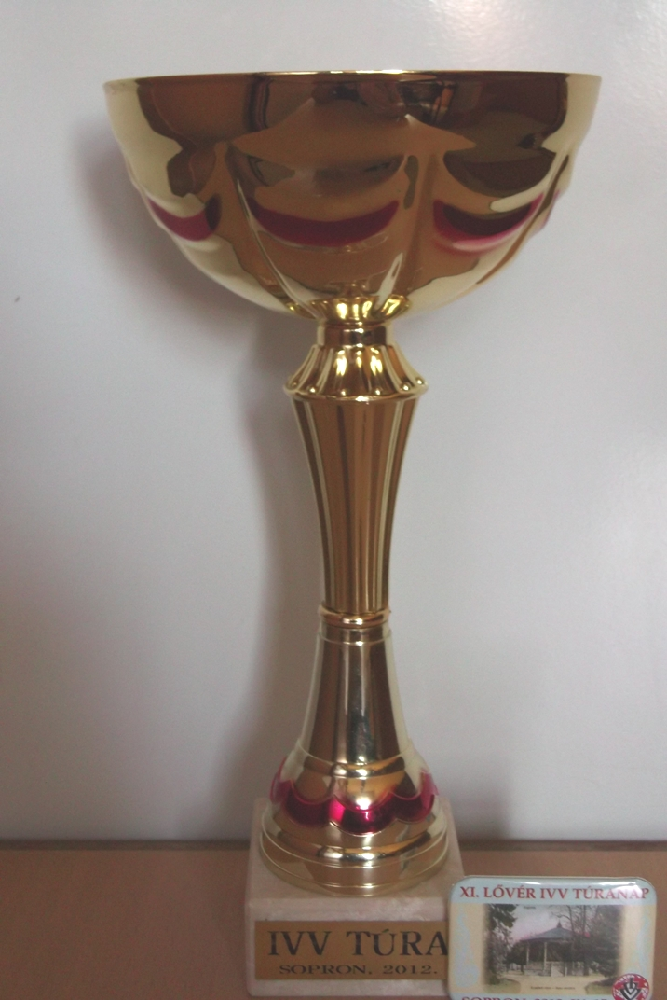 IVV TÚRA
SOPRON. 2012.
XI. LŐVÉR IVV TÚRANAP